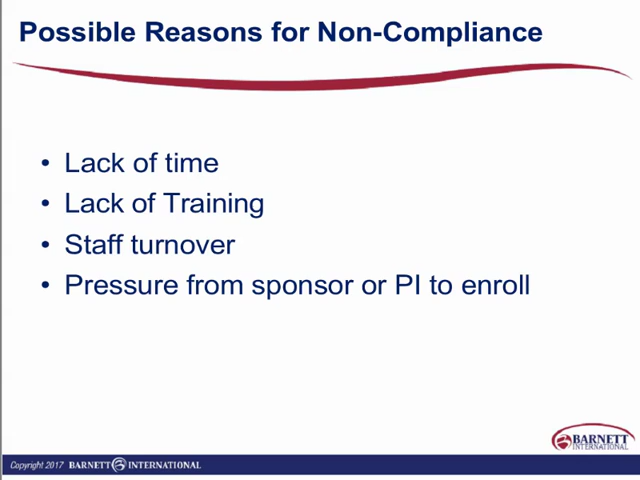 Possible Reasons for Non-Compliance
• Lack of time
• Lack of Training
• Staff turnover
• Pressure from sponsor or PI to enroll
BARNETT
INTERNATIONAL
Copyright 2017 BARNETT INTERNATIONAL